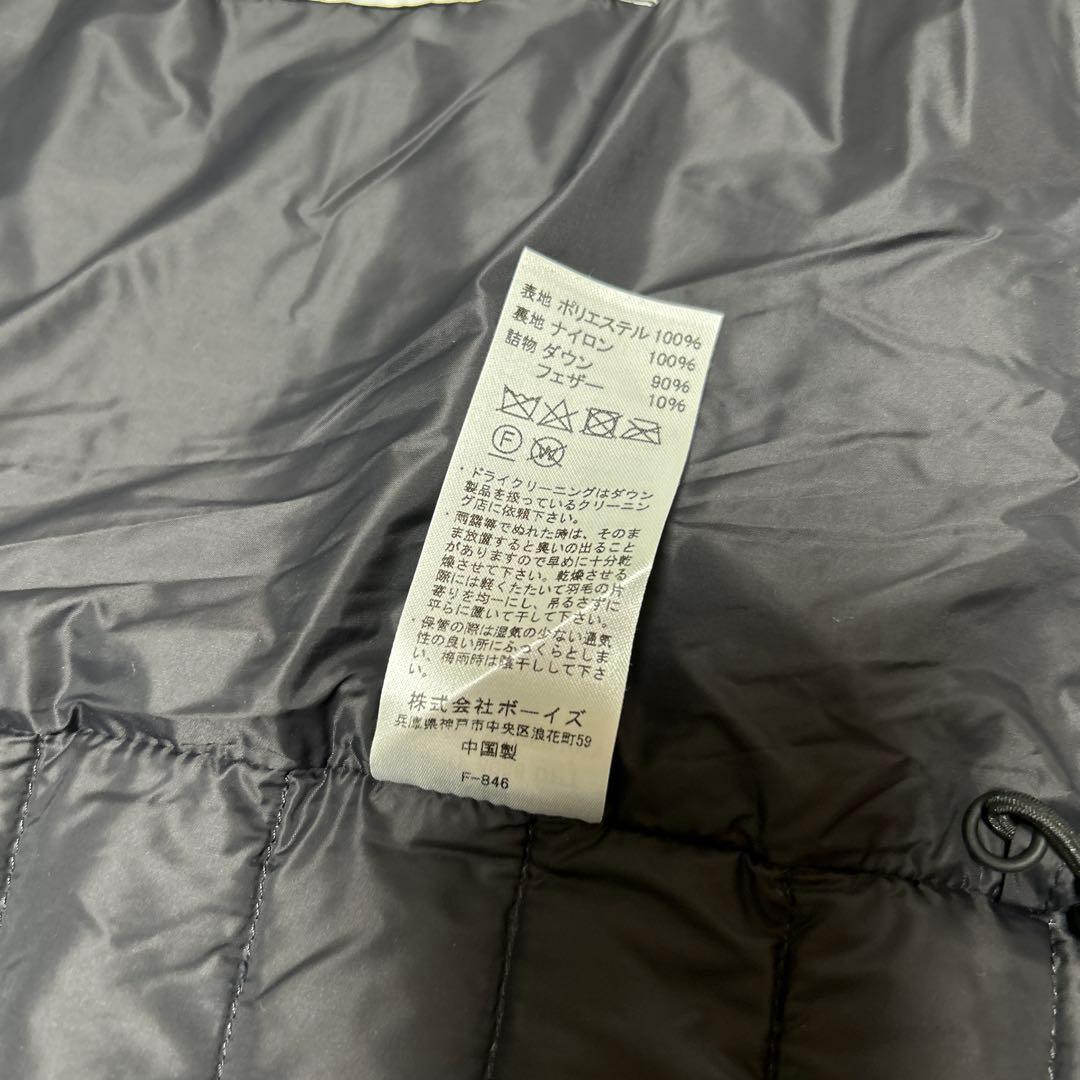 表地 ポリエステル 100%
裏地 ナイロン 100%
詰物 ダウン 90%
フェザー 10%
F W
・ドライクリーニングはダウン
製品を扱っているクリーニン
グ店に依頼下さい。
・雨露等でぬれた時は、そのま
ま放置すると臭いの出ること
がありますので早めに十分乾
燥させて下さい。乾燥させる
際には軽くたたいて羽毛の片
寄りを均一にし、吊るさずに
平らに置いて干して下さい。
・保管の際は湿気の少ない通気
性の良い所にふっくらとしま
い、梅雨時は陰干しして下さ
い。
株式会社ボーイズ
兵庫県神戸市中央区浪花町59
中国製
F-846